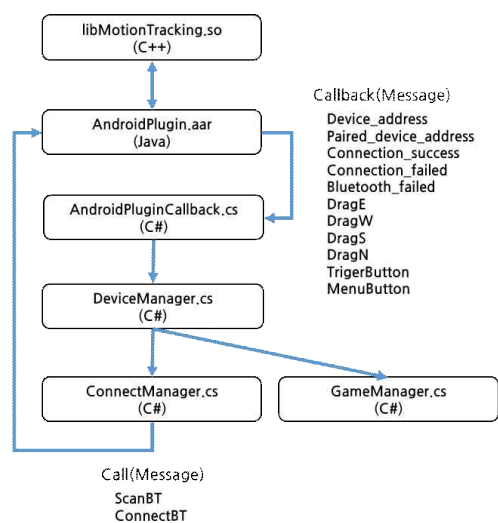 libMotionTracking.so
(C++)
Callback(Message)
AndroidPlugin.aar
(Java)
Device_address
Paired_device_address
Connection_success
Connection_failed
Bluetooth_failed
DragE
DragW
DragS
DragN
TrigerButton
MenuButton
AndroidPluginCallback.cs
(C#)
DeviceManager.cs
(C#)
ConnectManager.cs
(C#)
GameManager.cs
(C#)
Call(Message)
ScanBT
ConnectBT